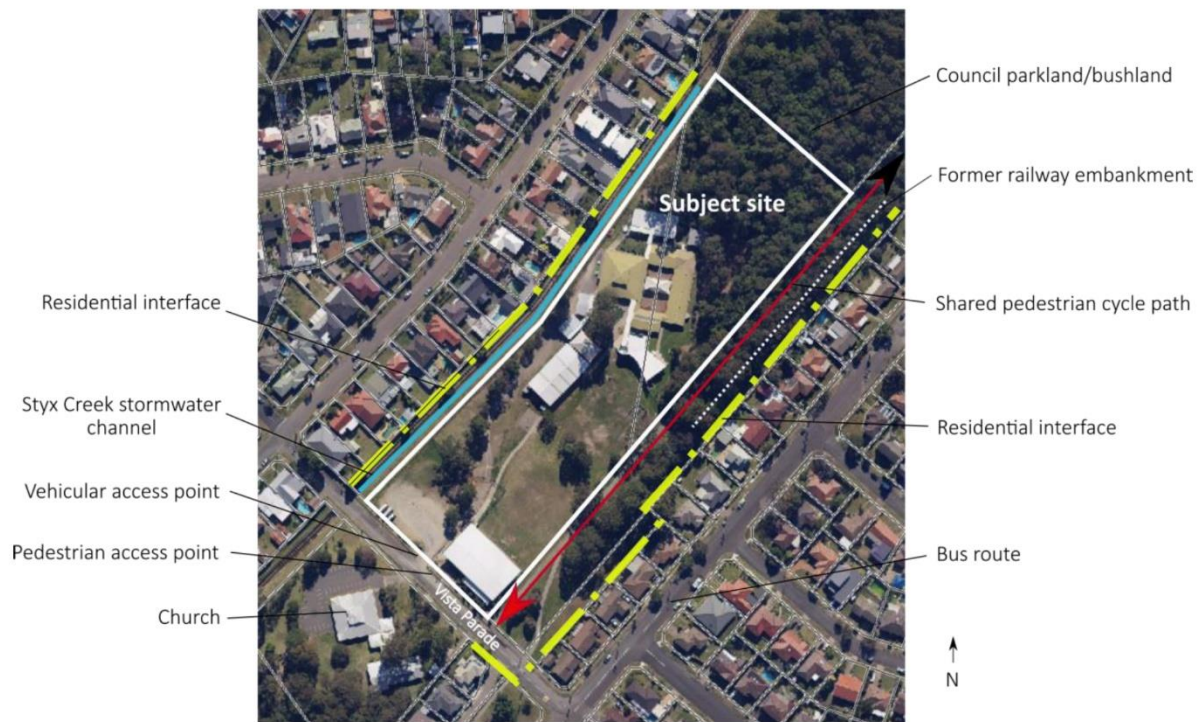 Council parkland/bushland
Former railway embankment
Subject site
Residential interface
Shared pedestrian cycle path
Styx Creek stormwater
channel
Residential interface
Vehicular access point
Pedestrian access point
Bus route
Church
Vista Parade
N